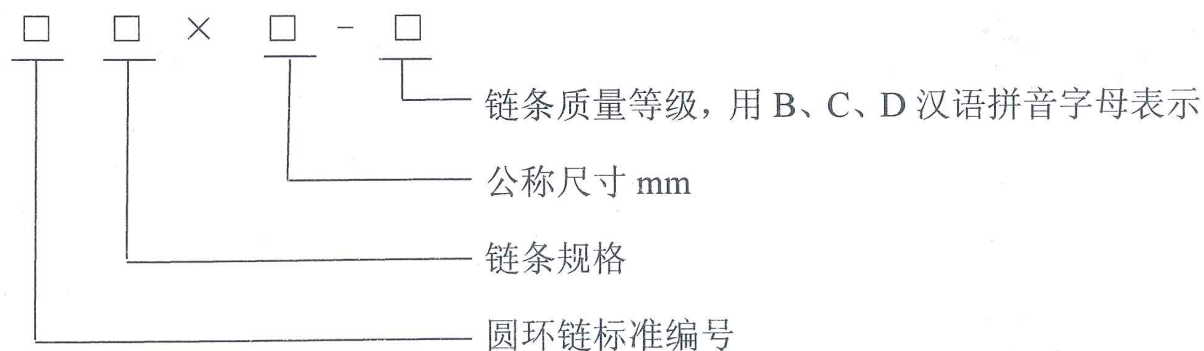 □ □ × □ - □
链条质量等级，用 B、C、D 汉语拼音字母表示
公称尺寸 mm
链条规格
圆环链标准编号